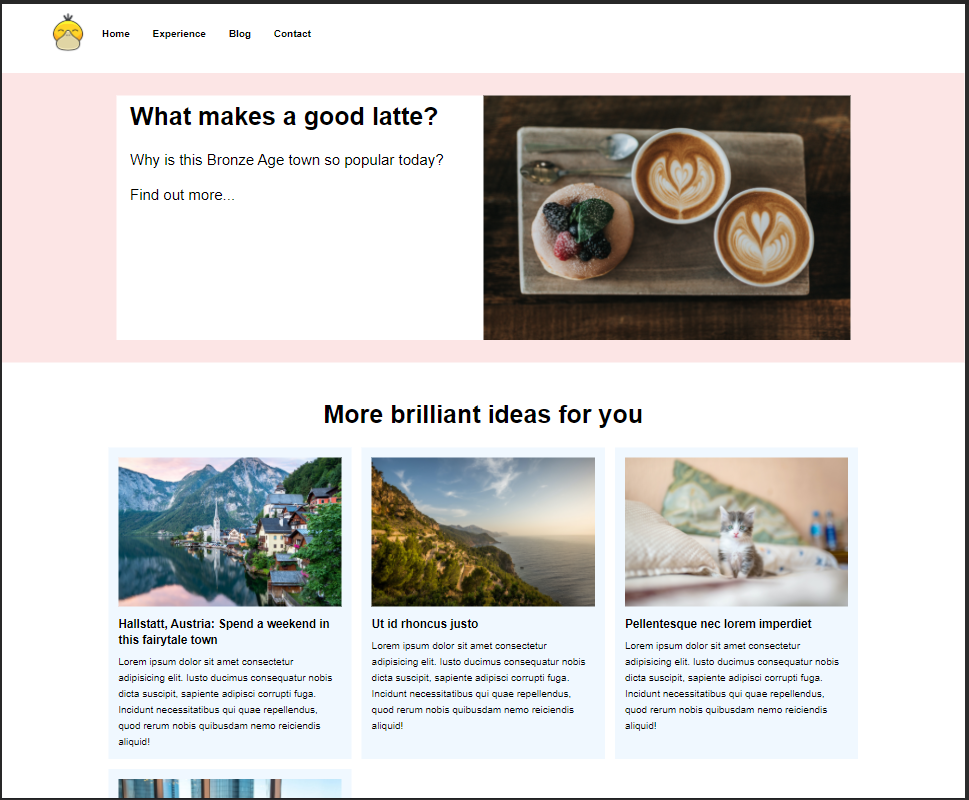 Home Experience Blog Contact
What makes a good latte?
Why is this Bronze Age town so popular today?
Find out more...
More brilliant ideas for you
Hallstatt, Austria: Spend a weekend in
this fairytale town
Lorem ipsum dolor sit amet consectetur
adipisicing elit. Iusto ducimus consequatur nobis
dicta suscipit, sapiente adipisci corrupti fuga.
Incidunt necessitatibus qui quae repellendus,
quod rerum nobis quibusdam nemo reiciendis
aliquid!
Ut id rhoncus justo
Lorem ipsum dolor sit amet consectetur
adipisicing elit. Iusto ducimus consequatur nobis
dicta suscipit, sapiente adipisci corrupti fuga.
Incidunt necessitatibus qui quae repellendus,
quod rerum nobis quibusdam nemo reiciendis
aliquid!
Pellentesque nec lorem imperdiet
Lorem ipsum dolor sit amet consectetur
adipisicing elit. Iusto ducimus consequatur nobis
dicta suscipit, sapiente adipisci corrupti fuga.
Incidunt necessitatibus qui quae repellendus,
quod rerum nobis quibusdam nemo reiciendis
aliquid!